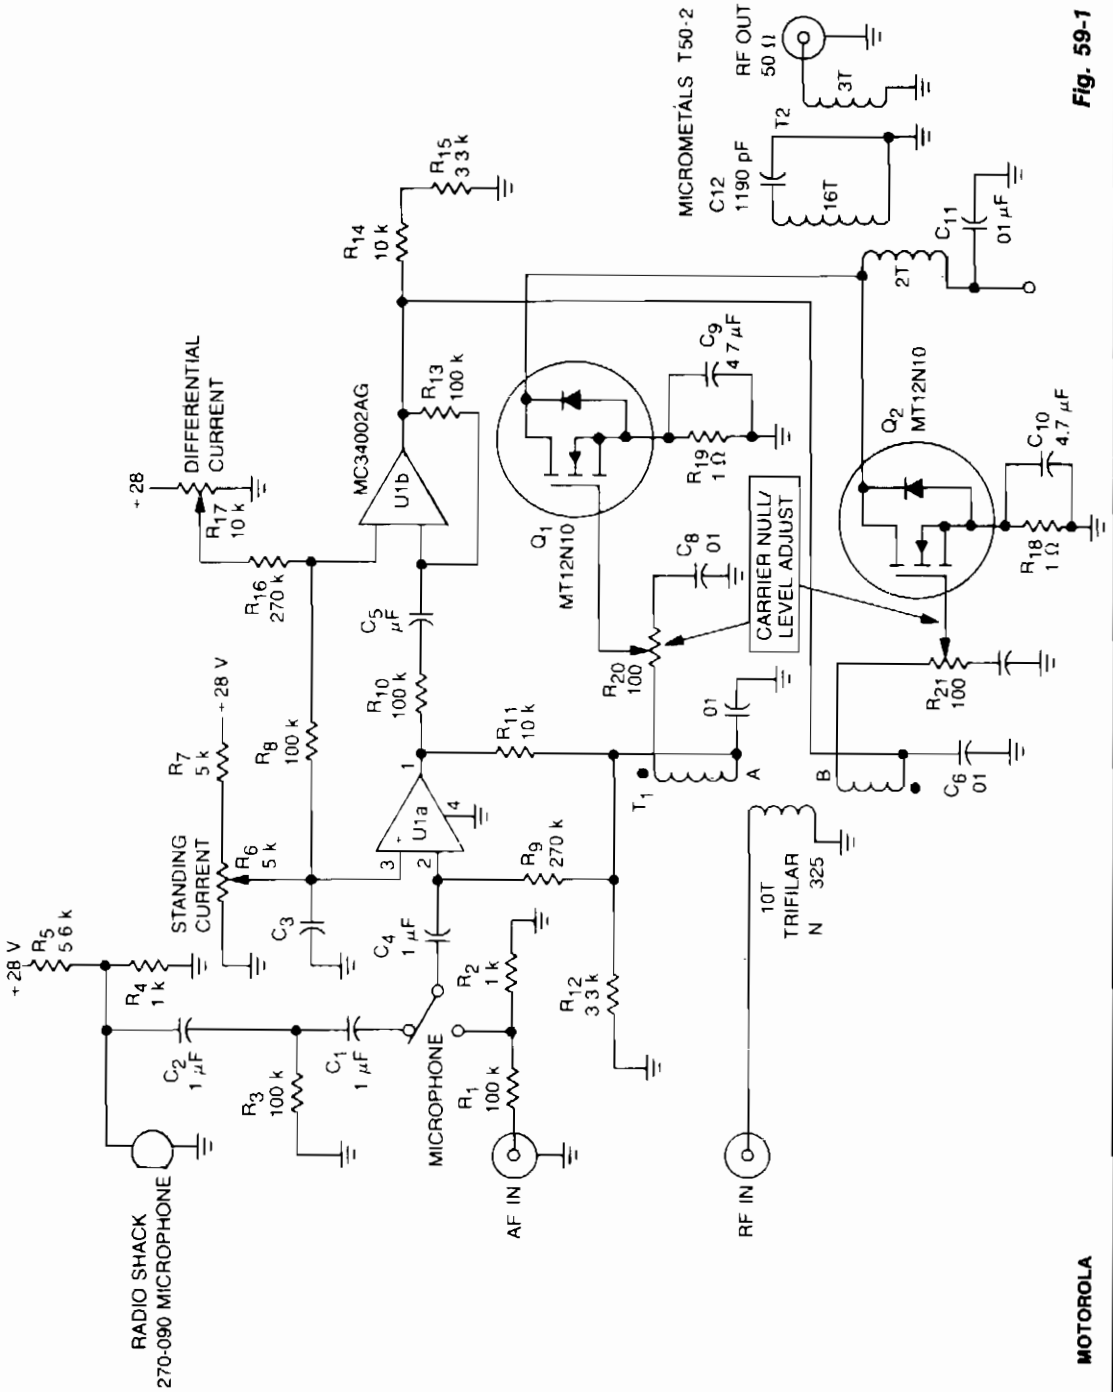 MICROMETALS T50-2
RF OUT
50 Ω
3T
T2
C12
1190 pF
16T
Fig. 59-1
R15
3 3 k
R14
10 k
C11
01 µF
2T
+28
DIFFERENTIAL
CURRENT
R17
10 k
MC34002AG
U1b
R13
100 k
C9
4 7 µF
R19
1 Ω
Q1
MT12N10
Q2
MT12N10
C10
4.7 µF
R18
1 Ω
R16
270 k
C5
µF
R10
100 k
C8
01
CARRIER NULL/
LEVEL ADJUST
R20
100
R21
100
+28 V
R7
5 k
R8
100 k
R11
10 k
01
T1
A
B
C6
01
STANDING
CURRENT
R6
5 k
1
U1a
4
+
3
2
R9
270 k
10T
TRIFILAR
N 325
+28 V
R5
5 6 k
R4
1 k
C3
C4
1 µF
R2
1 k
R12
3 3 k
C2
1 µF
C1
1 µF
R3
100 k
MICROPHONE
R1
100 k
AF IN
RF IN
RADIO SHACK
270-090 MICROPHONE
MOTOROLA